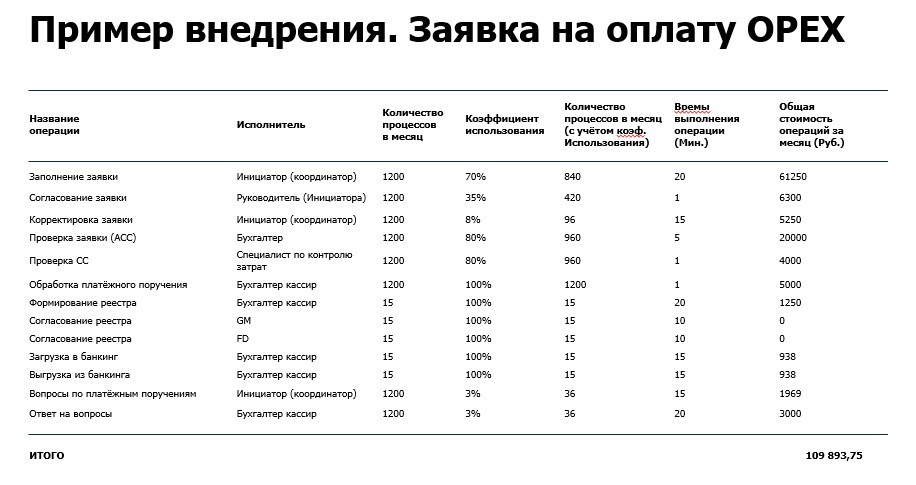 Пример внедрения. Заявка на оплату OPEX
Название операции | Исполнитель | Количество процессов в месяц | Коэффициент использования | Количество процессов в месяц (с учётом коэф. Использования) | Времы выполнения операции (Мин.) | Общая стоимость операций за месяц (Руб.)
Заполнение заявки | Инициатор (координатор) | 1200 | 70% | 840 | 20 | 61250
Согласование заявки | Руководитель (Инициатора) | 1200 | 35% | 420 | 1 | 6300
Корректировка заявки | Инициатор (координатор) | 1200 | 8% | 96 | 15 | 5250
Проверка заявки (АСС) | Бухгалтер | 1200 | 80% | 960 | 5 | 20000
Проверка СС | Специалист по контролю затрат | 1200 | 80% | 960 | 1 | 4000
Обработка платёжного поручения | Бухгалтер кассир | 1200 | 100% | 1200 | 1 | 5000
Формирование реестра | Бухгалтер кассир | 15 | 100% | 15 | 20 | 1250
Согласование реестра | GM | 15 | 100% | 15 | 10 | 0
Согласование реестра | FD | 15 | 100% | 15 | 10 | 0
Загрузка в банкинг | Бухгалтер кассир | 15 | 100% | 15 | 15 | 938
Выгрузка из банкинга | Бухгалтер кассир | 15 | 100% | 15 | 15 | 938
Вопросы по платёжным поручениям | Инициатор (координатор) | 1200 | 3% | 36 | 15 | 1969
Ответ на вопросы | Бухгалтер кассир | 1200 | 3% | 36 | 20 | 3000
ИТОГО | 109 893,75